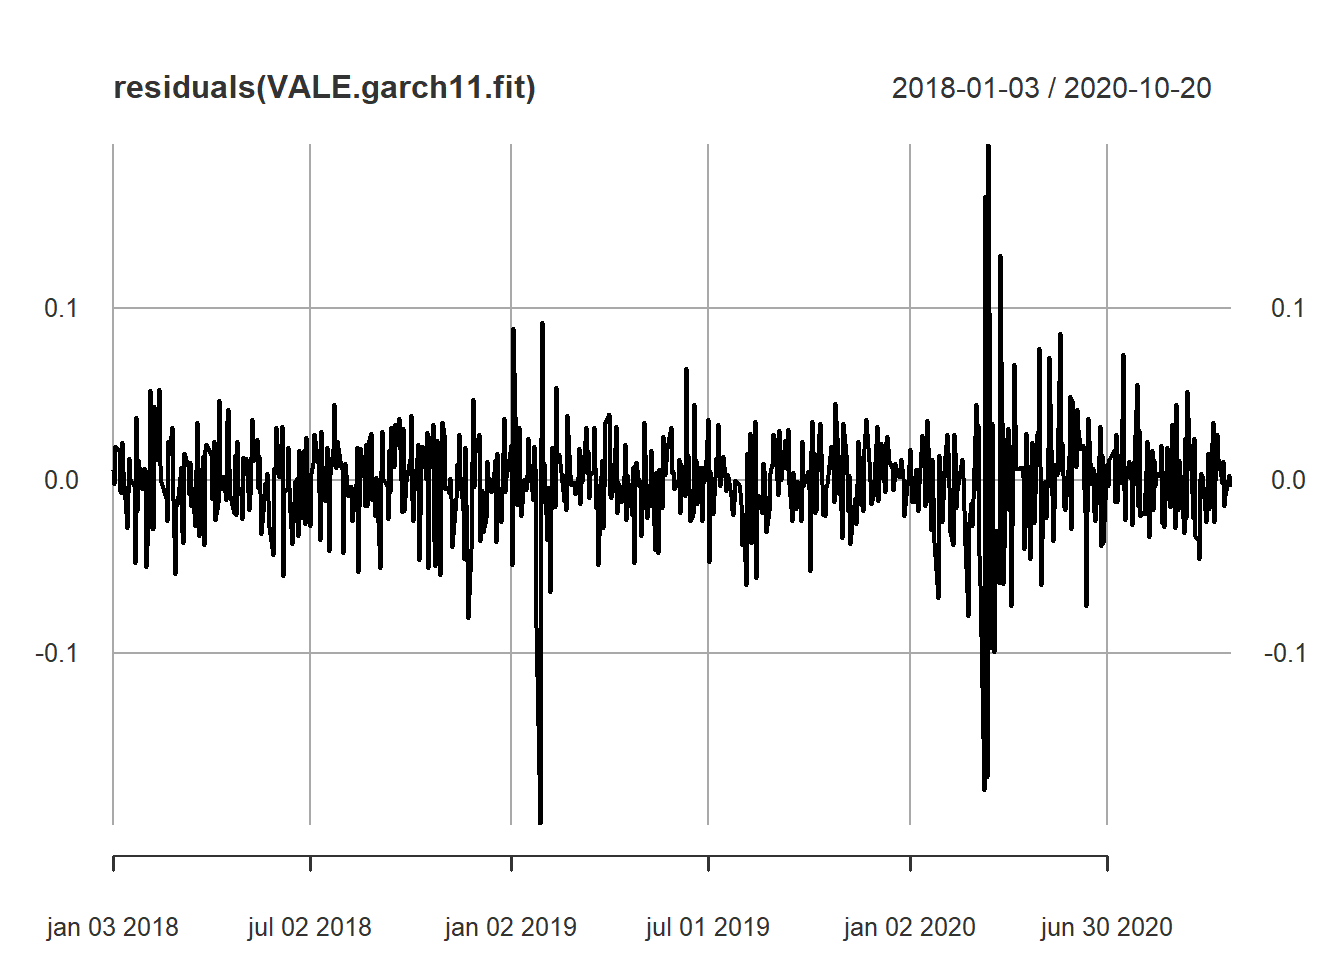 residuals(VALE.garch11.fit) 2018-01-03 / 2020-10-20
0.1 0.1
0.0 0.0
-0.1 -0.1
jan 03 2018 jul 02 2018 jan 02 2019 jul 01 2019 jan 02 2020 jun 30 2020